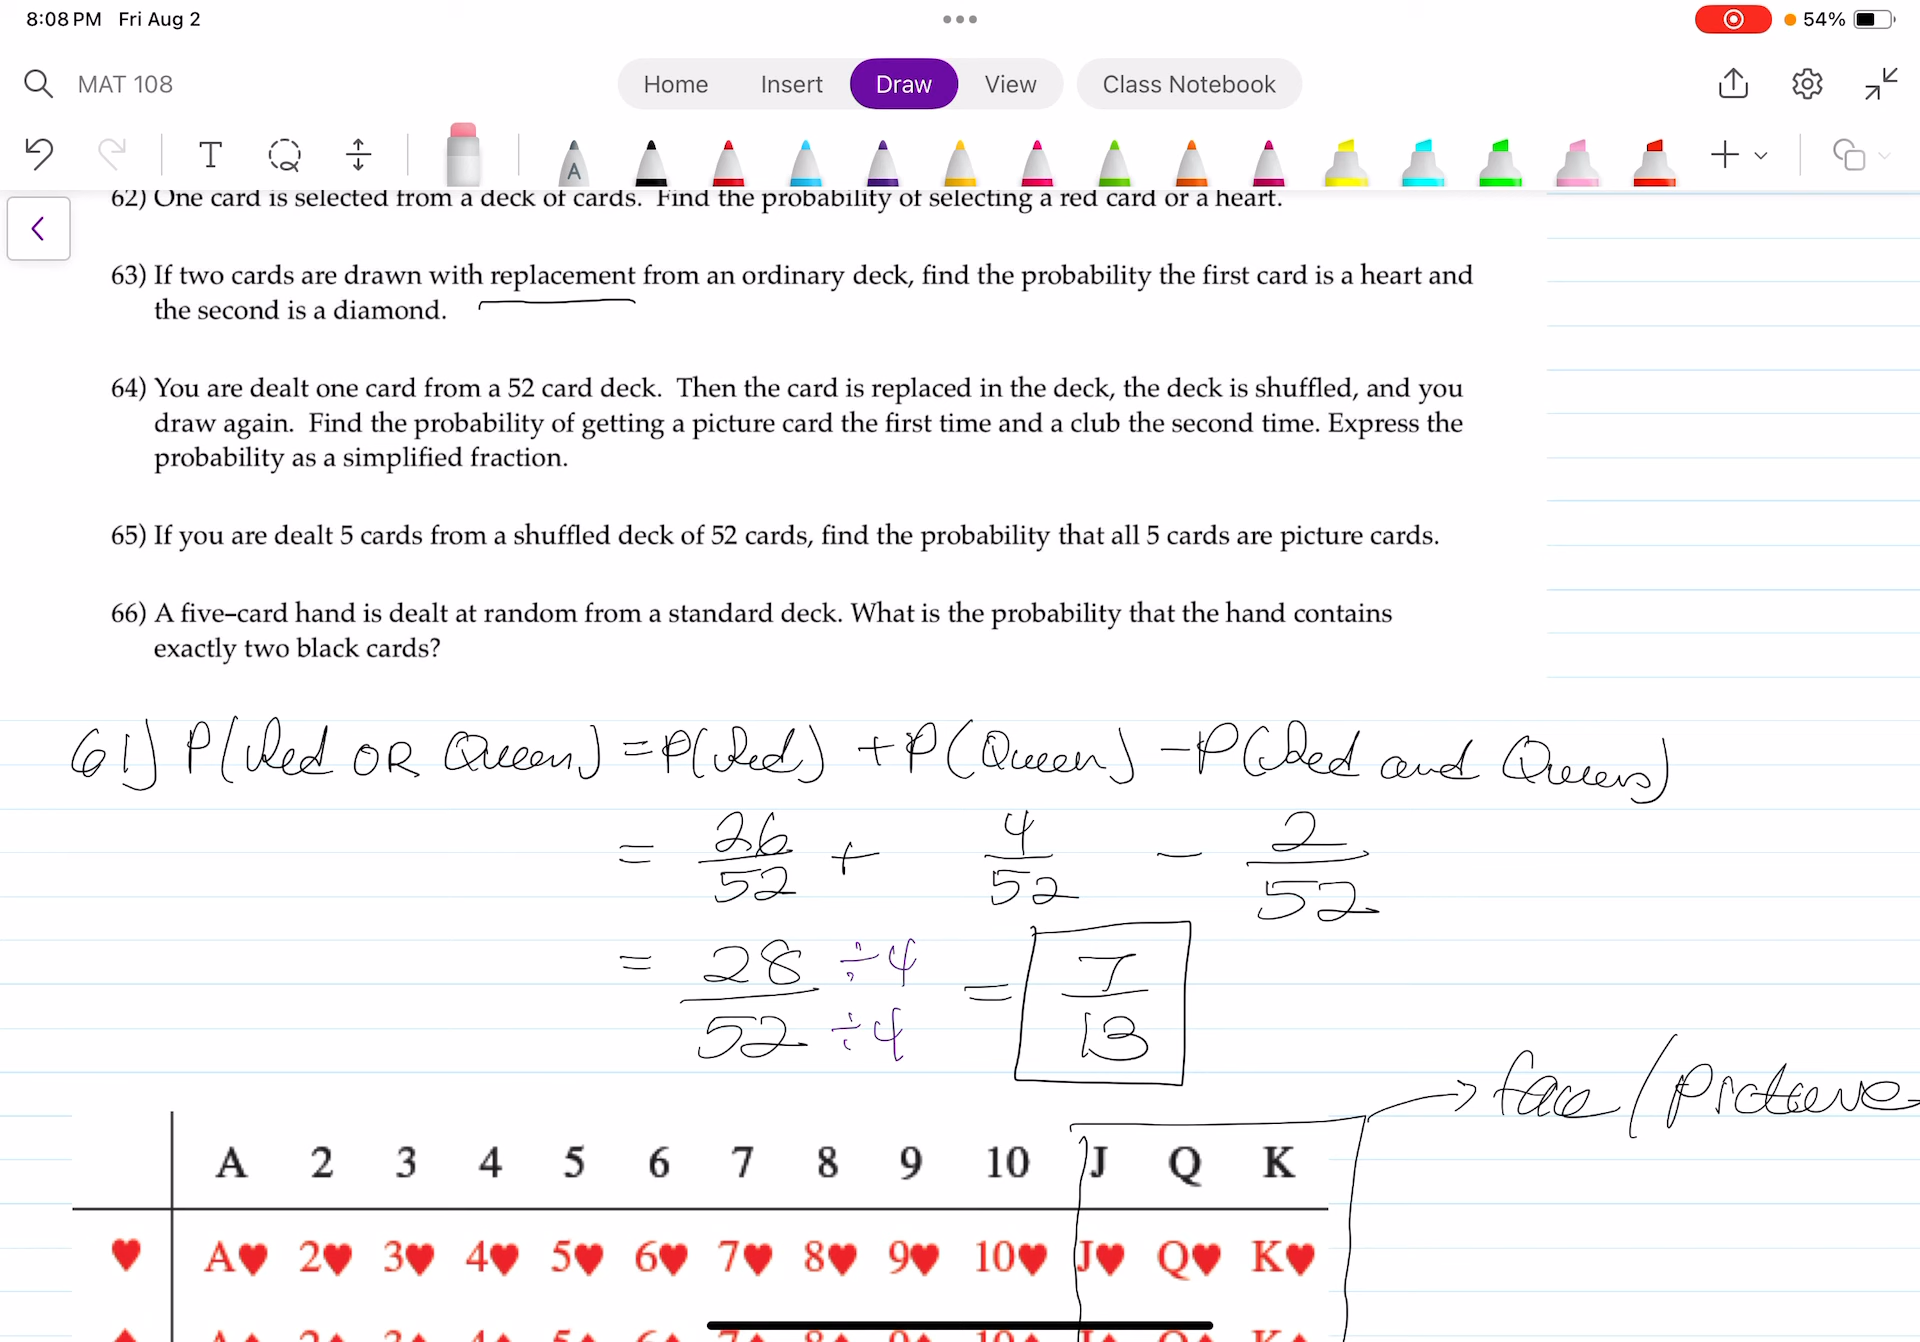 8:08 PM Fri Aug 2
54%
MAT 108
Home Insert Draw View Class Notebook
T A
62) One card is selected from a deck of cards. Find the probability of selecting a red card or a heart.
63) If two cards are drawn with replacement from an ordinary deck, find the probability the first card is a heart and
the second is a diamond.
64) You are dealt one card from a 52 card deck. Then the card is replaced in the deck, the deck is shuffled, and you
draw again. Find the probability of getting a picture card the first time and a club the second time. Express the
probability as a simplified fraction.
65) If you are dealt 5 cards from a shuffled deck of 52 cards, find the probability that all 5 cards are picture cards.
66) A five-card hand is dealt at random from a standard deck. What is the probability that the hand contains
exactly two black cards?
61) P(Red OR Queen) = P(Red) + P(Queen) - P(Red and Queens)
= 26/52 + 4/52 - 2/52
= 28/52 ÷4/÷4 = 7/13
→ face / Picture
A 2 3 4 5 6 7 8 9 10 J Q K
♥ A♥ 2♥ 3♥ 4♥ 5♥ 6♥ 7♥ 8♥ 9♥ 10♥ J♥ Q♥ K♥